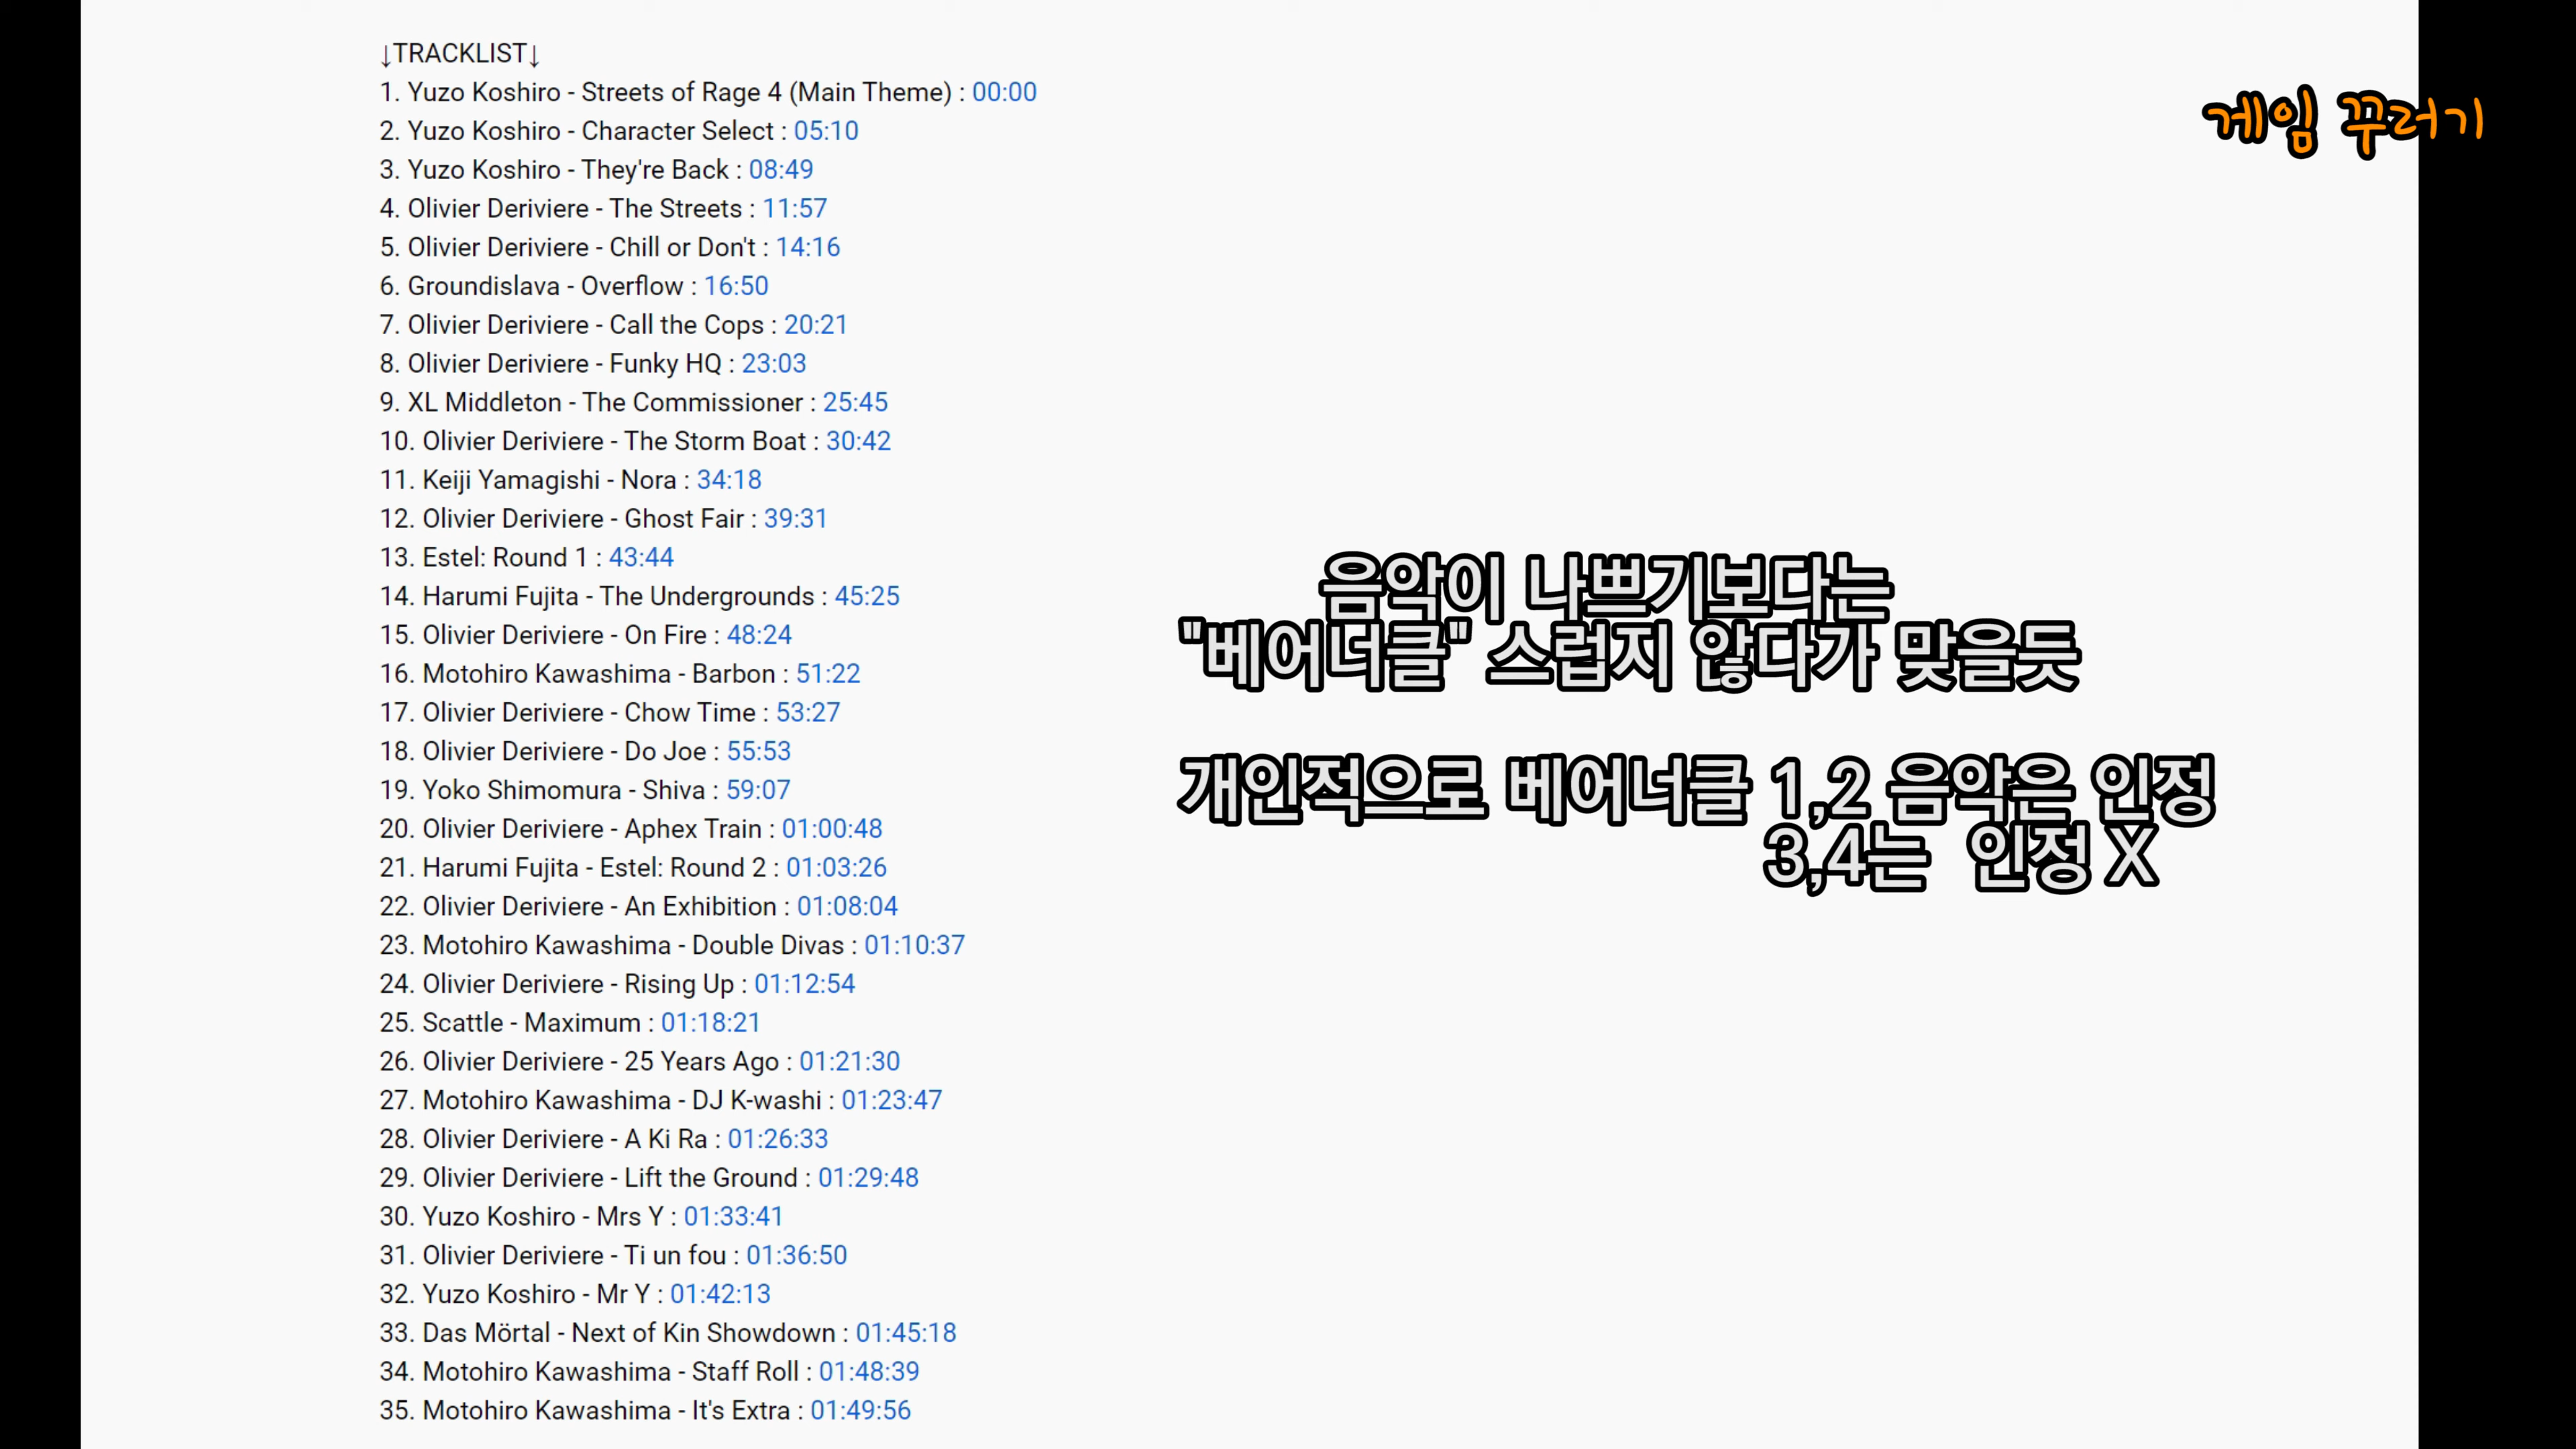 ↓TRACKLIST↓
1. Yuzo Koshiro - Streets of Rage 4 (Main Theme) : 00:00
2. Yuzo Koshiro - Character Select : 05:10
3. Yuzo Koshiro - They're Back : 08:49
4. Olivier Deriviere - The Streets : 11:57
5. Olivier Deriviere - Chill or Don't : 14:16
6. Groundislava - Overflow : 16:50
7. Olivier Deriviere - Call the Cops : 20:21
8. Olivier Deriviere - Funky HQ : 23:03
9. XL Middleton - The Commissioner : 25:45
10. Olivier Deriviere - The Storm Boat : 30:42
11. Keiji Yamagishi - Nora : 34:18
12. Olivier Deriviere - Ghost Fair : 39:31
13. Estel: Round 1 : 43:44
14. Harumi Fujita - The Undergrounds : 45:25
15. Olivier Deriviere - On Fire : 48:24
16. Motohiro Kawashima - Barbon : 51:22
17. Olivier Deriviere - Chow Time : 53:27
18. Olivier Deriviere - Do Joe : 55:53
19. Yoko Shimomura - Shiva : 59:07
20. Olivier Deriviere - Aphex Train : 01:00:48
21. Harumi Fujita - Estel: Round 2 : 01:03:26
22. Olivier Deriviere - An Exhibition : 01:08:04
23. Motohiro Kawashima - Double Divas : 01:10:37
24. Olivier Deriviere - Rising Up : 01:12:54
25. Scattle - Maximum : 01:18:21
26. Olivier Deriviere - 25 Years Ago : 01:21:30
27. Motohiro Kawashima - DJ K-washi : 01:23:47
28. Olivier Deriviere - A Ki Ra : 01:26:33
29. Olivier Deriviere - Lift the Ground : 01:29:48
30. Yuzo Koshiro - Mrs Y : 01:33:41
31. Olivier Deriviere - Ti un fou : 01:36:50
32. Yuzo Koshiro - Mr Y : 01:42:13
33. Das Mörtal - Next of Kin Showdown : 01:45:18
34. Motohiro Kawashima - Staff Roll : 01:48:39
35. Motohiro Kawashima - It's Extra : 01:49:56
게임 꾸러기
음악이 나쁘기보다는
"베어너클" 스럽지 않다가 맞을듯
개인적으로 베어너클 1,2 음악은 인정
3,4는 인정 X